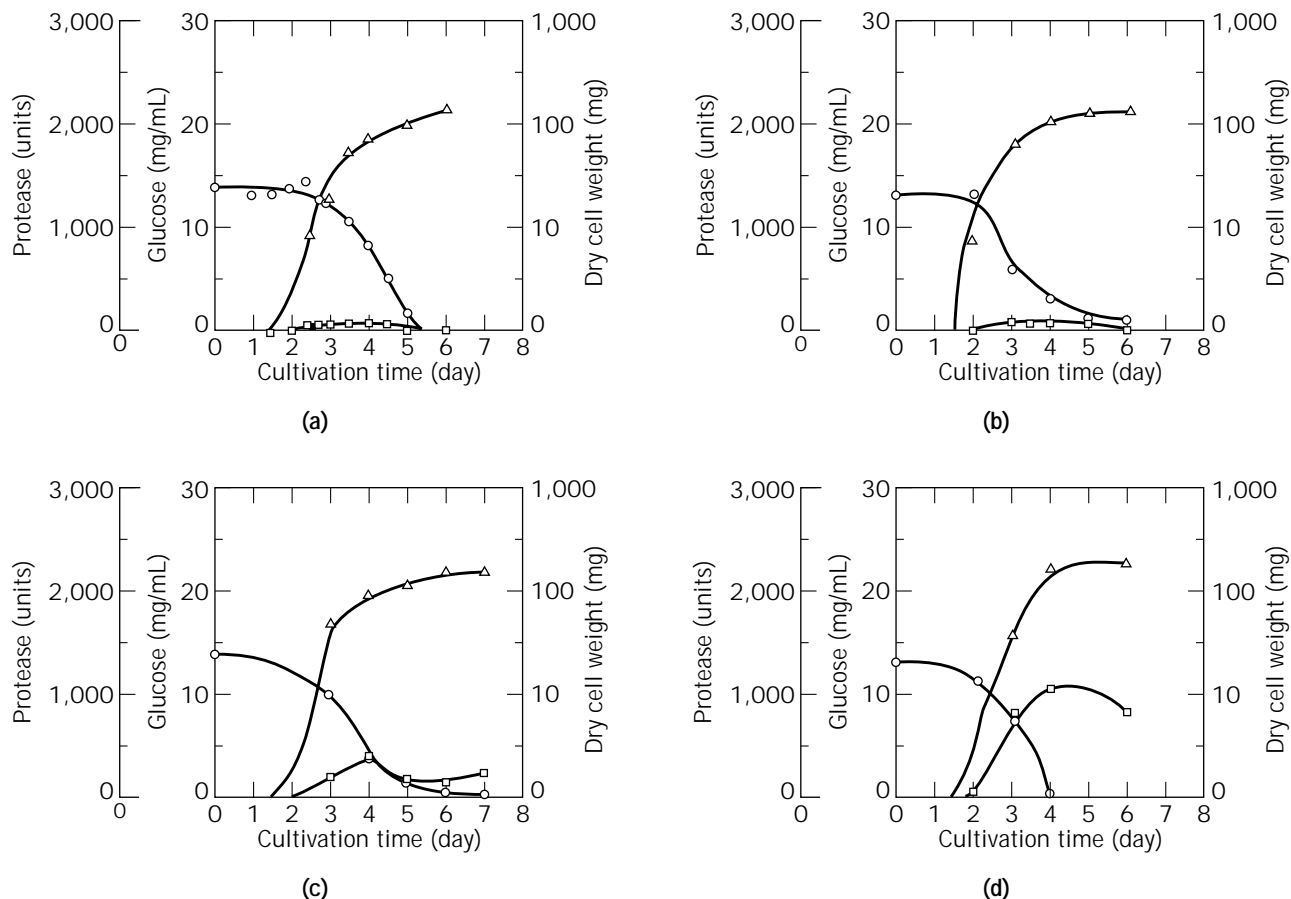 3,000
2,000
1,000
0
0
Protease (units)
30
20
10
0
Glucose (mg/mL)
1,000
100
10
0
Dry cell weight (mg)
0 1 2 3 4 5 6 7 8
Cultivation time (day)
(a)
3,000
2,000
1,000
0
0
Protease (units)
30
20
10
0
Glucose (mg/mL)
1,000
100
10
0
Dry cell weight (mg)
0 1 2 3 4 5 6 7 8
Cultivation time (day)
(b)
3,000
2,000
1,000
0
0
Protease (units)
30
20
10
0
Glucose (mg/mL)
1,000
100
10
0
Dry cell weight (mg)
0 1 2 3 4 5 6 7 8
Cultivation time (day)
(c)
3,000
2,000
1,000
0
0
Protease (units)
30
20
10
0
Glucose (mg/mL)
1,000
100
10
0
Dry cell weight (mg)
0 1 2 3 4 5 6 7 8
Cultivation time (day)
(d)